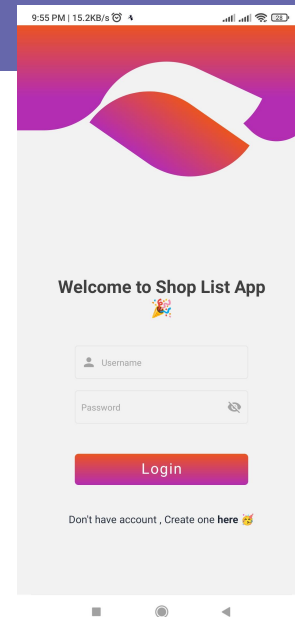 9:55 PM | 15.2KB/s
28
Welcome to Shop List App
🎉
Username
Password
Login
Don't have account , Create one here 🥳